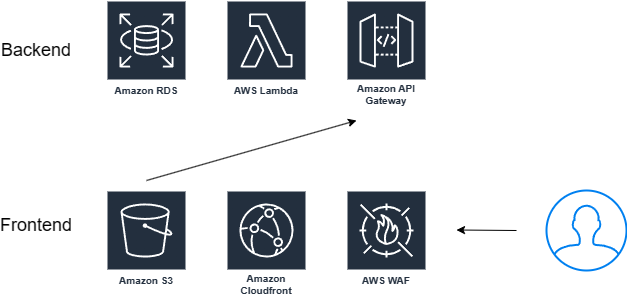 Backend
Amazon RDS
AWS Lambda
Amazon API
Gateway
</>
Frontend
Amazon S3
Amazon
Cloudfront
AWS WAF